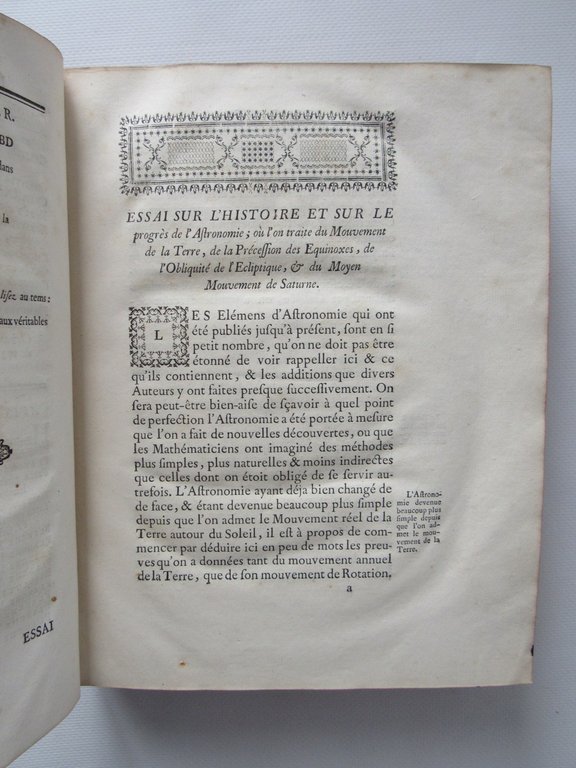 R.
BD
dans
la
lisez au tems:
aux véritables
ESSAI
ESSAI SUR L'HISTOIRE ET SUR LE
progrès de l'Aſtronomie; où l'on traite du Mouvement
de la Terre, de la Préceſſion des Equinoxes, de
l'Obliquité de l'Ecliptique, & du Moyen
Mouvement de Saturne.
LES Elémens d'Aſtronomie qui ont
été publiés juſqu'à préſent, ſont en ſi
petit nombre, qu'on ne doit pas être
étonné de voir rappeller ici & ce
qu'ils contiennent, & les additions que divers
Auteurs y ont faites preſque ſucceſſivement. On
ſera peut-être bien-aiſe de ſçavoir à quel point
de perfection l'Aſtronomie a été portée à meſure
que l'on a fait de nouvelles découvertes, ou que
les Mathématiciens ont imaginé des méthodes
plus ſimples, plus naturelles & moins indirectes
que celles dont on étoit obligé de ſe ſervir au-
trefois. L'Aſtronomie ayant déja bien changé de
de face, & étant devenue beaucoup plus ſimple
depuis que l'on admet le Mouvement réel de la
Terre autour du Soleil, il eſt à propos de com-
mencer par déduire ici en peu de mots les preu-
ves qu'on a données tant du mouvement annuel
de la Terre, que de ſon mouvement de Rotation.
L'Aſtrono-
mie devenue
beaucoup plus
ſimple depuis
que l'on ad-
met le mou-
vement de la
Terre.
a